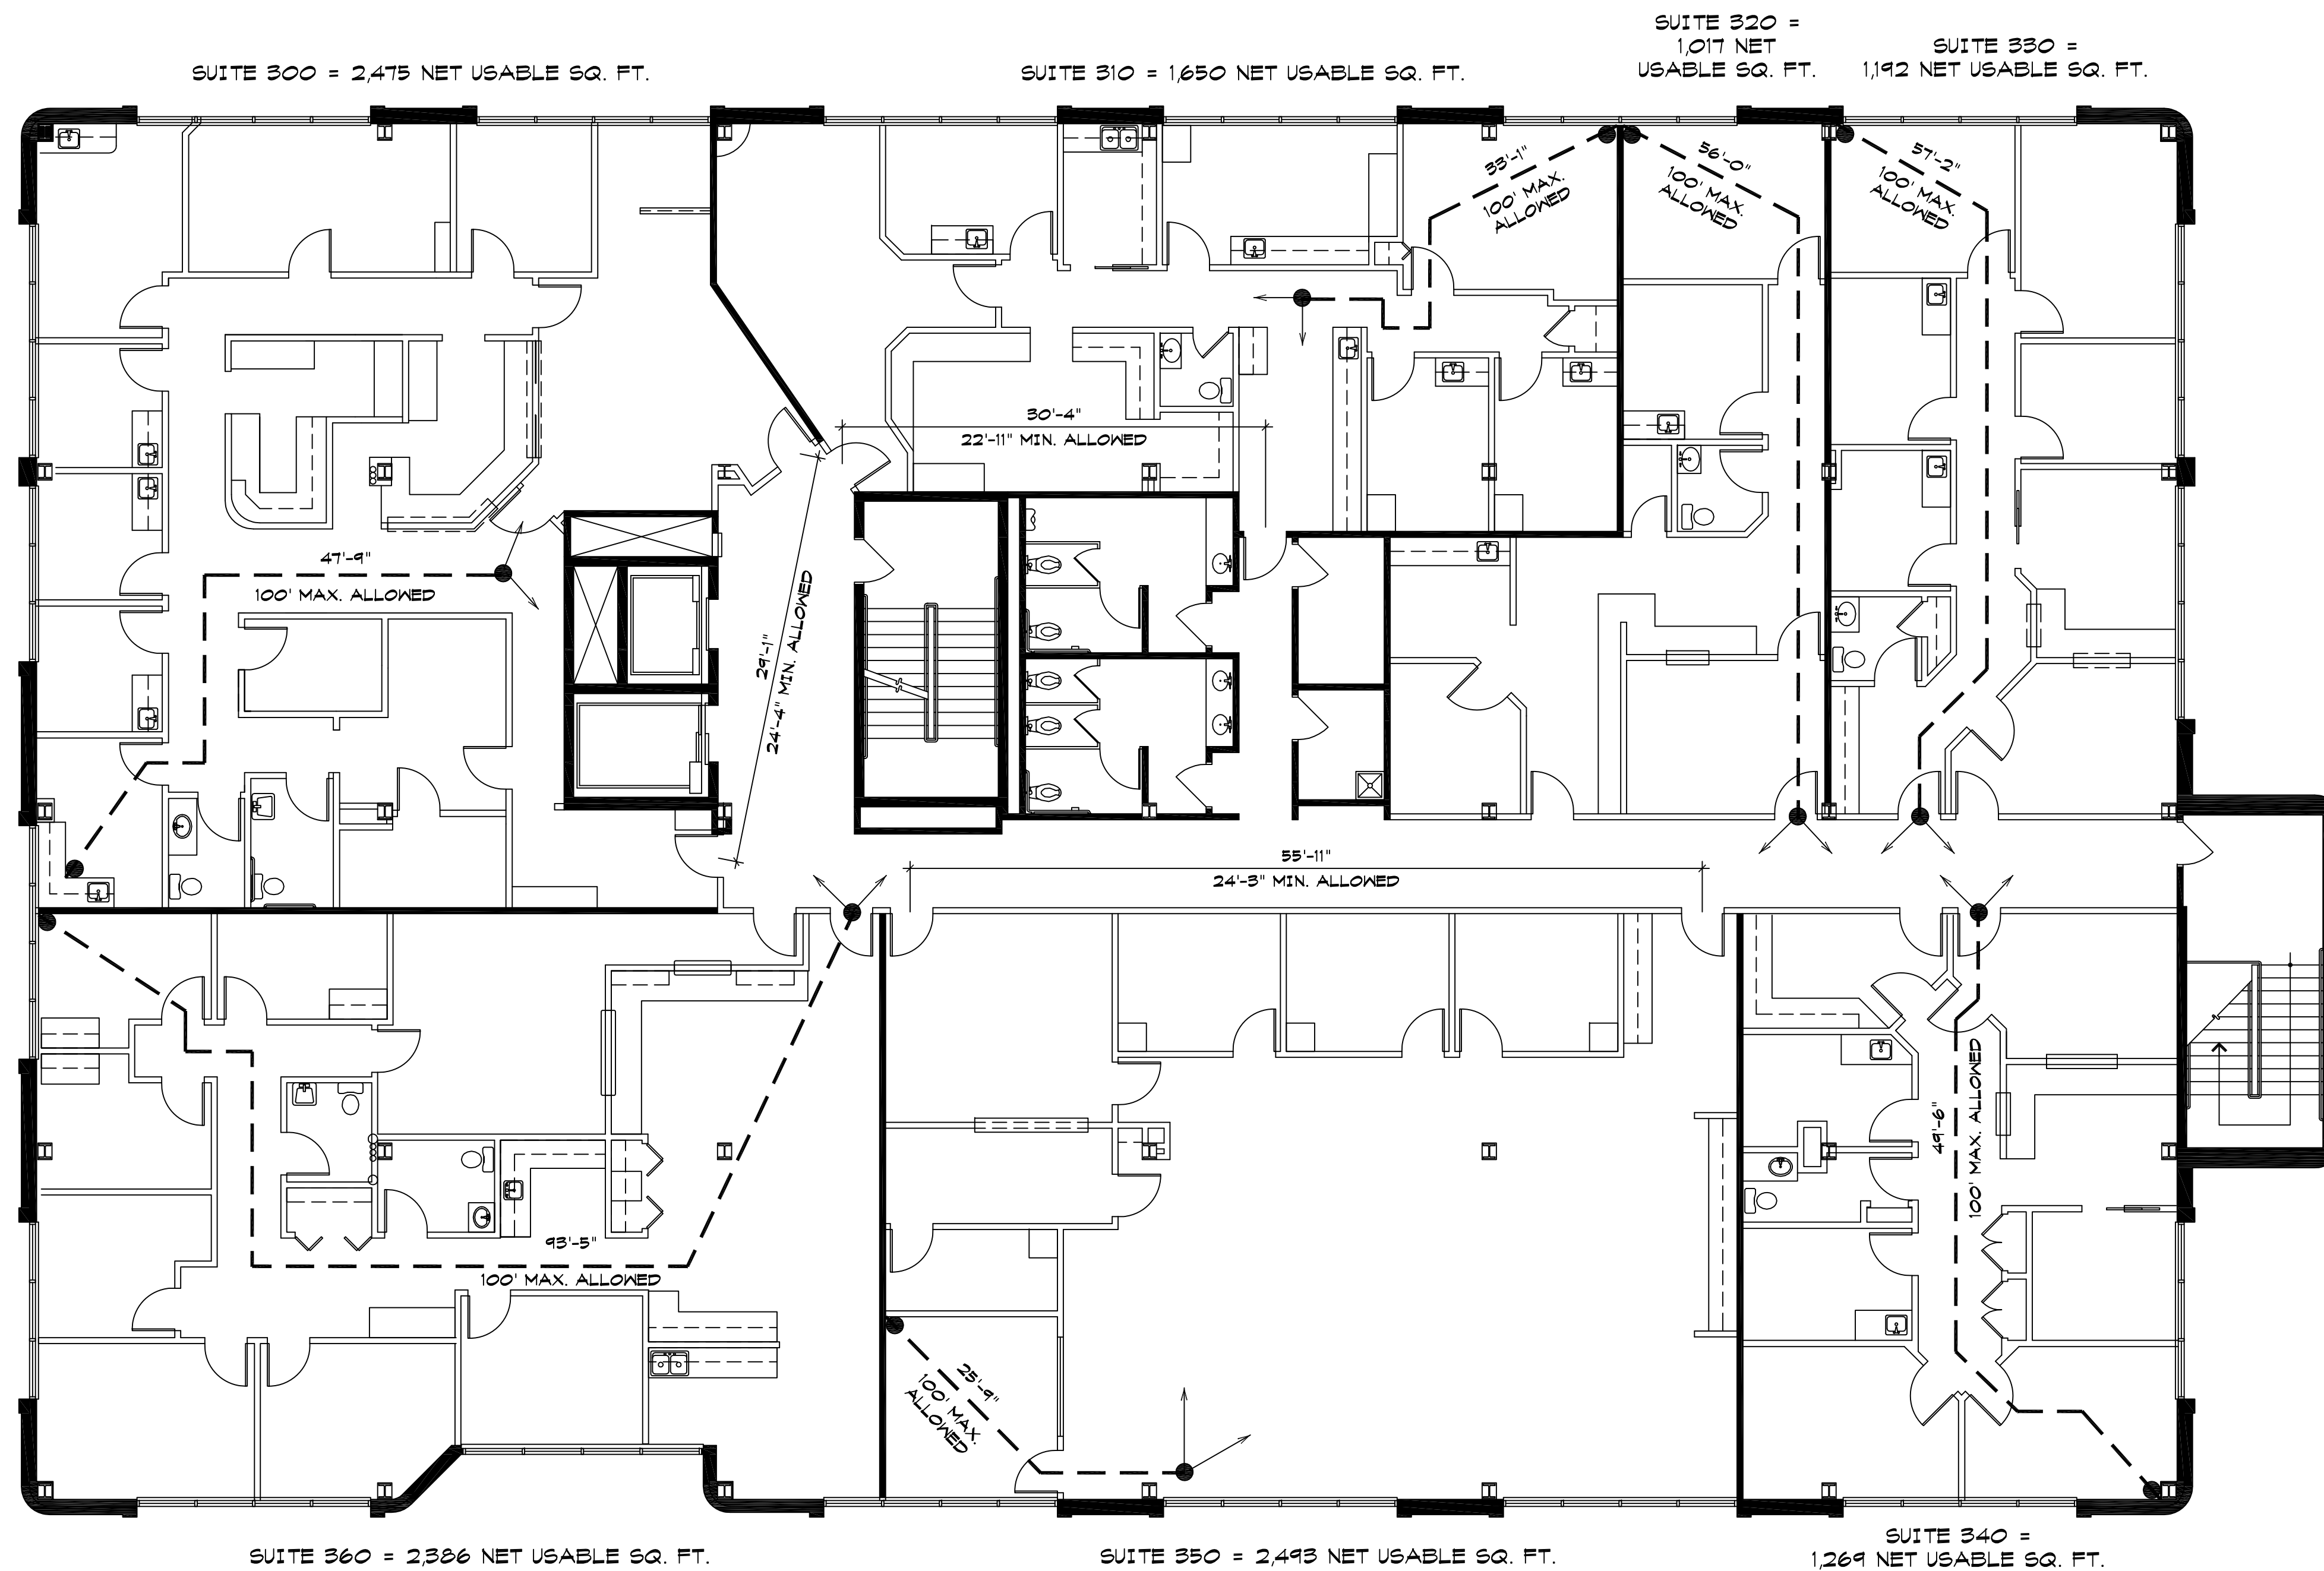 SUITE 320 =
1,017 NET
USABLE SQ. FT.
SUITE 330 =
1,192 NET USABLE SQ. FT.
SUITE 300 = 2,475 NET USABLE SQ. FT.
SUITE 310 = 1,650 NET USABLE SQ. FT.
33'-1"
100' MAX.
ALLOWED
56'-0"
100' MAX.
ALLOWED
57'-2"
100' MAX.
ALLOWED
30'-4"
22'-11" MIN. ALLOWED
47'-9"
100' MAX. ALLOWED
29'-1"
24'-4" MIN. ALLOWED
55'-11"
24'-3" MIN. ALLOWED
49'-6"
100' MAX. ALLOWED
93'-5"
100' MAX. ALLOWED
25'-9"
100' MAX.
ALLOWED
SUITE 360 = 2,386 NET USABLE SQ. FT.
SUITE 350 = 2,493 NET USABLE SQ. FT.
SUITE 340 =
1,269 NET USABLE SQ. FT.